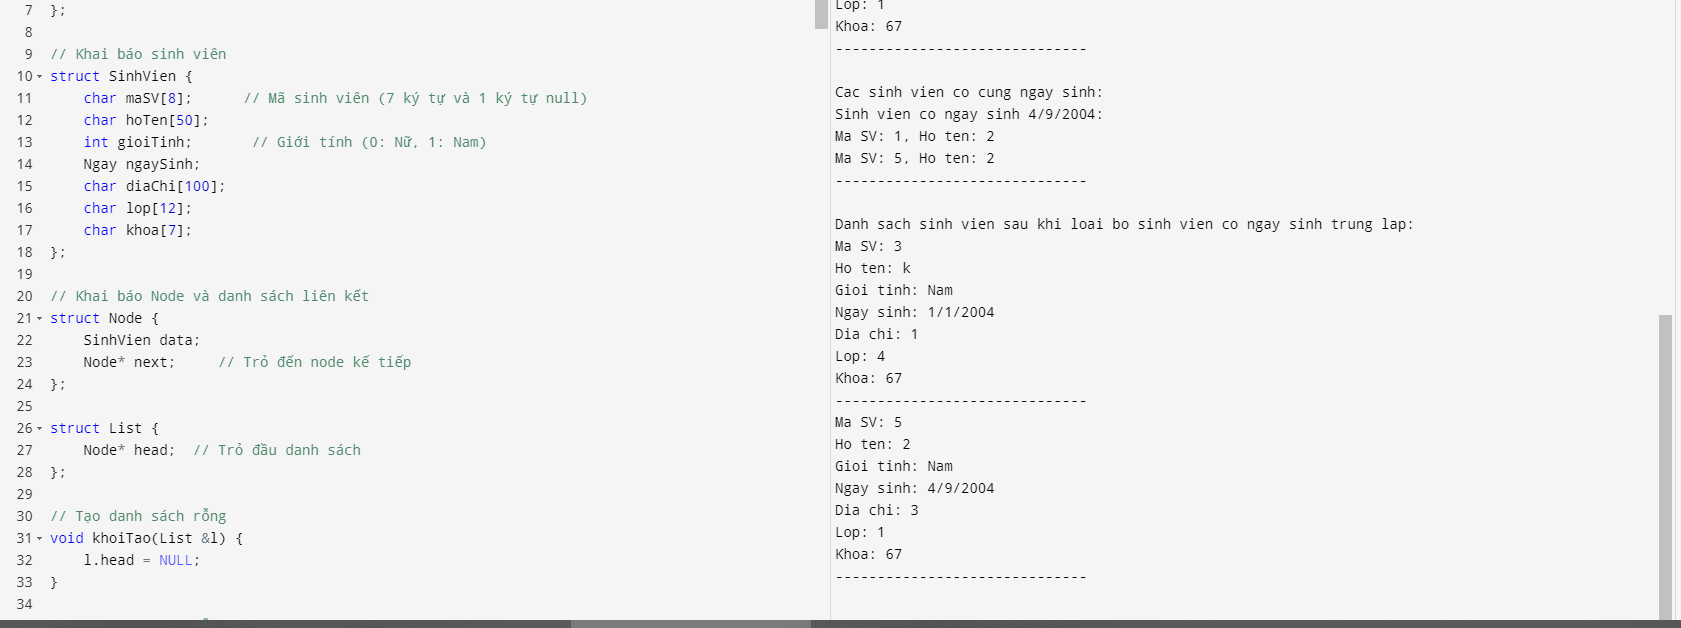 7 };
8
9 // Khai báo sinh viên
10 struct SinhVien {
11 char maSV[8]; // Mã sinh viên (7 ký tự và 1 ký tự null)
12 char hoTen[50];
13 int gioiTinh; // Giới tính (0: Nữ, 1: Nam)
14 Ngay ngaySinh;
15 char diaChi[100];
16 char lop[12];
17 char khoa[7];
18 };
19
20 // Khai báo Node và danh sách liên kết
21 struct Node {
22 SinhVien data;
23 Node* next; // Trỏ đến node kế tiếp
24 };
25
26 struct List {
27 Node* head; // Trỏ đầu danh sách
28 };
29
30 // Tạo danh sách rỗng
31 void khoiTao(List &l) {
32 l.head = NULL;
33 }
34
Lop: 1
Khoa: 67
------------------------------
Cac sinh vien co cung ngay sinh:
Sinh vien co ngay sinh 4/9/2004:
Ma SV: 1, Ho ten: 2
Ma SV: 5, Ho ten: 2
------------------------------
Danh sach sinh vien sau khi loai bo sinh vien co ngay sinh trung lap:
Ma SV: 3
Ho ten: k
Gioi tinh: Nam
Ngay sinh: 1/1/2004
Dia chi: 1
Lop: 4
Khoa: 67
------------------------------
Ma SV: 5
Ho ten: 2
Gioi tinh: Nam
Ngay sinh: 4/9/2004
Dia chi: 3
Lop: 1
Khoa: 67
------------------------------